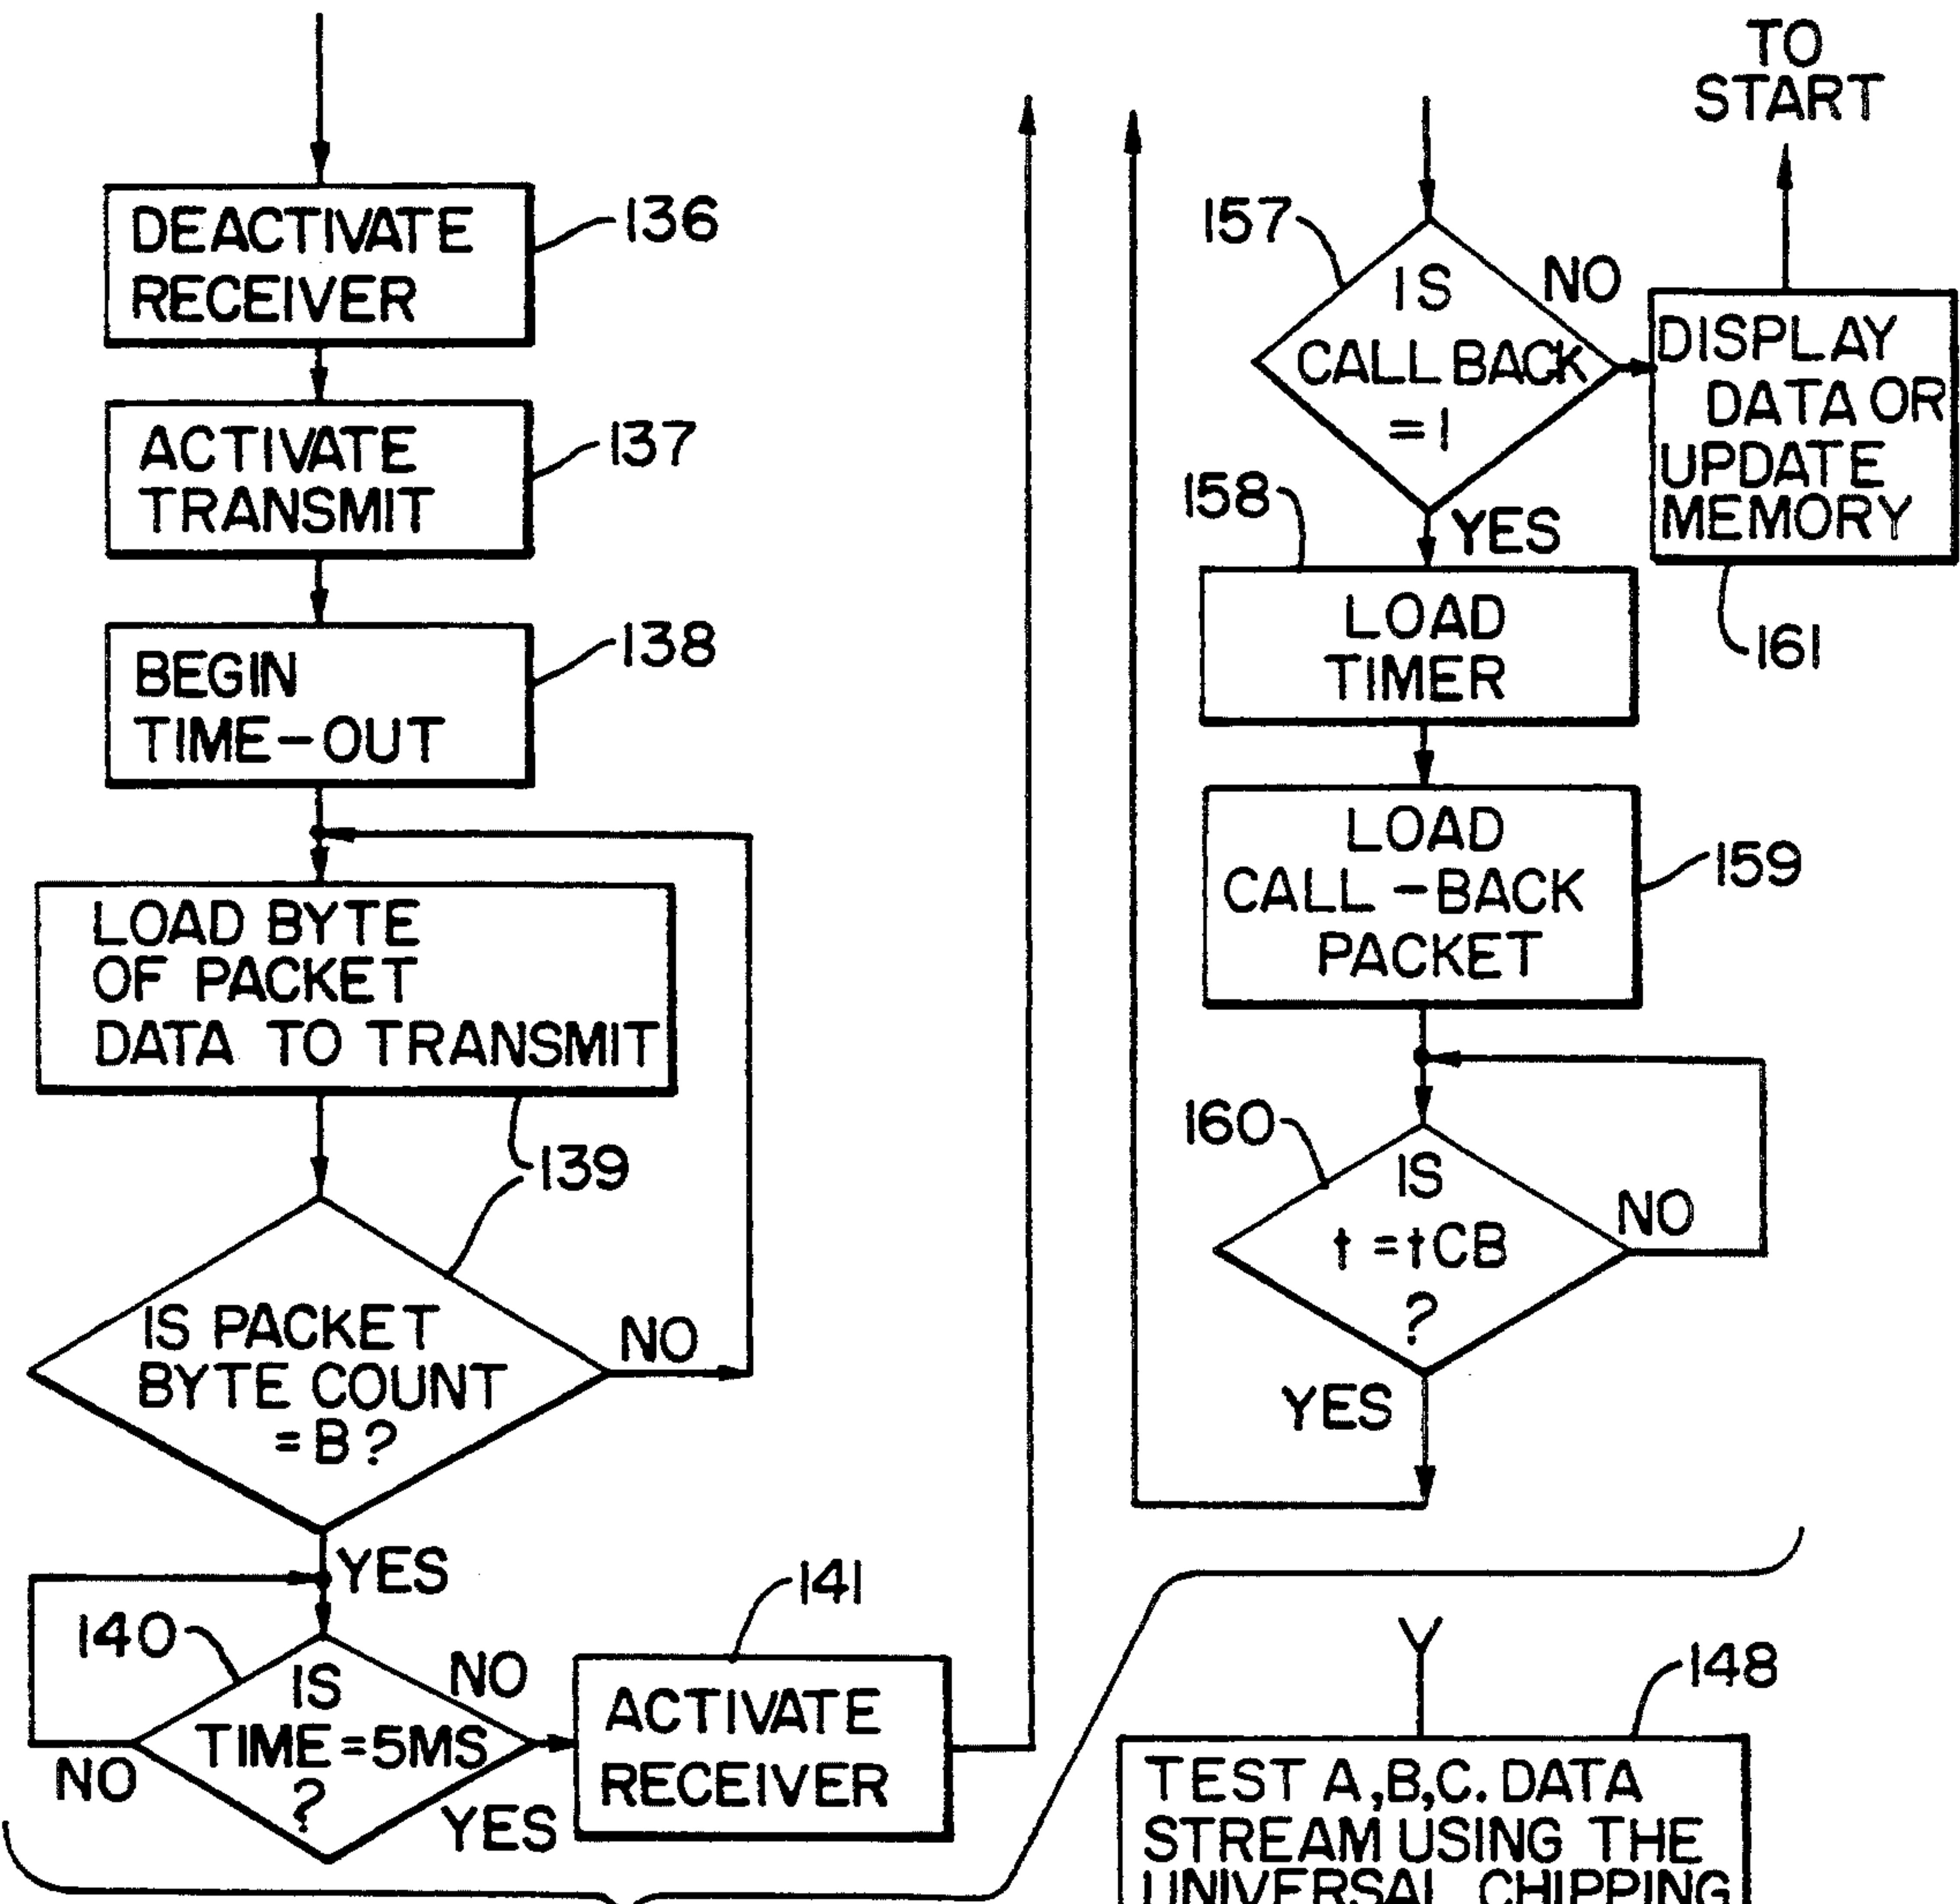 DEACTIVATE
RECEIVER
136
ACTIVATE
TRANSMIT
137
BEGIN
TIME-OUT
138
LOAD BYTE
OF PACKET
DATA TO TRANSMIT
139
IS PACKET
BYTE COUNT
=B?
NO
YES
140
IS
TIME=5MS
?
NO
NO
YES
141
ACTIVATE
RECEIVER
TO
START
157
IS
CALL BACK
=1
NO
YES
DISPLAY
DATA OR
UPDATE
MEMORY
161
158
LOAD
TIMER
LOAD
CALL-BACK
PACKET
159
160
IS
t=tCB
?
NO
YES
148
TEST A,B,C. DATA
STREAM USING THE
UNIVERSAL CHIPPING